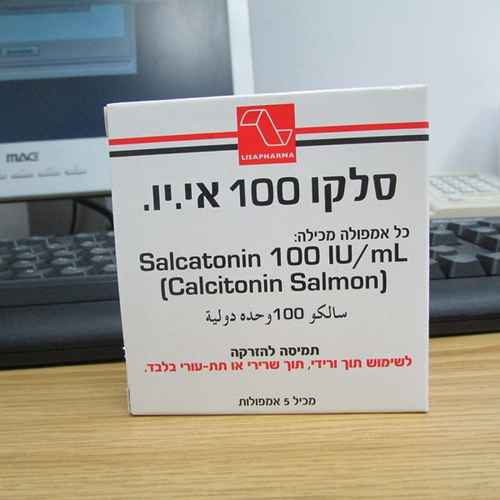 MAG
LISAPHARMA
סלקו 100 אי.יו.
כל אמפולה מכילה:
Salcatonin 100 IU/mL
(Calcitonin Salmon)
سالكو 100 وحده دولية
תמיסה להזרקה
לשימוש תוך ורידי, תוך שרירי או תת-עורי בלבד.
מכיל 5 אמפולות